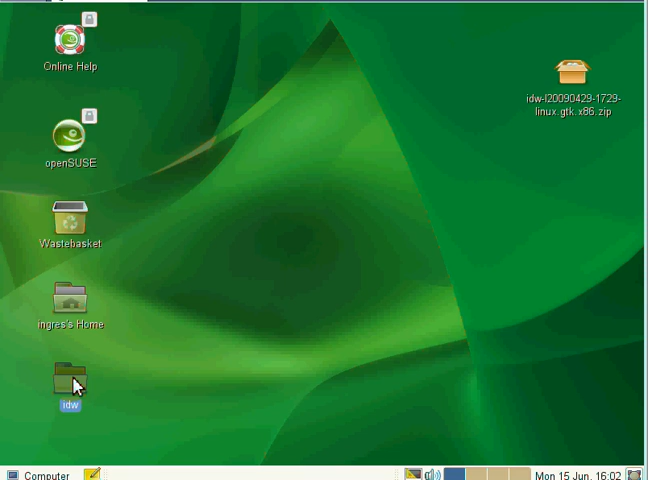 Online Help
idw-I20090429-1729-
linux.gtk.x86.zip
openSUSE
Wastebasket
ingres's Home
idw
Computer
Mon 15 Jun, 16:02